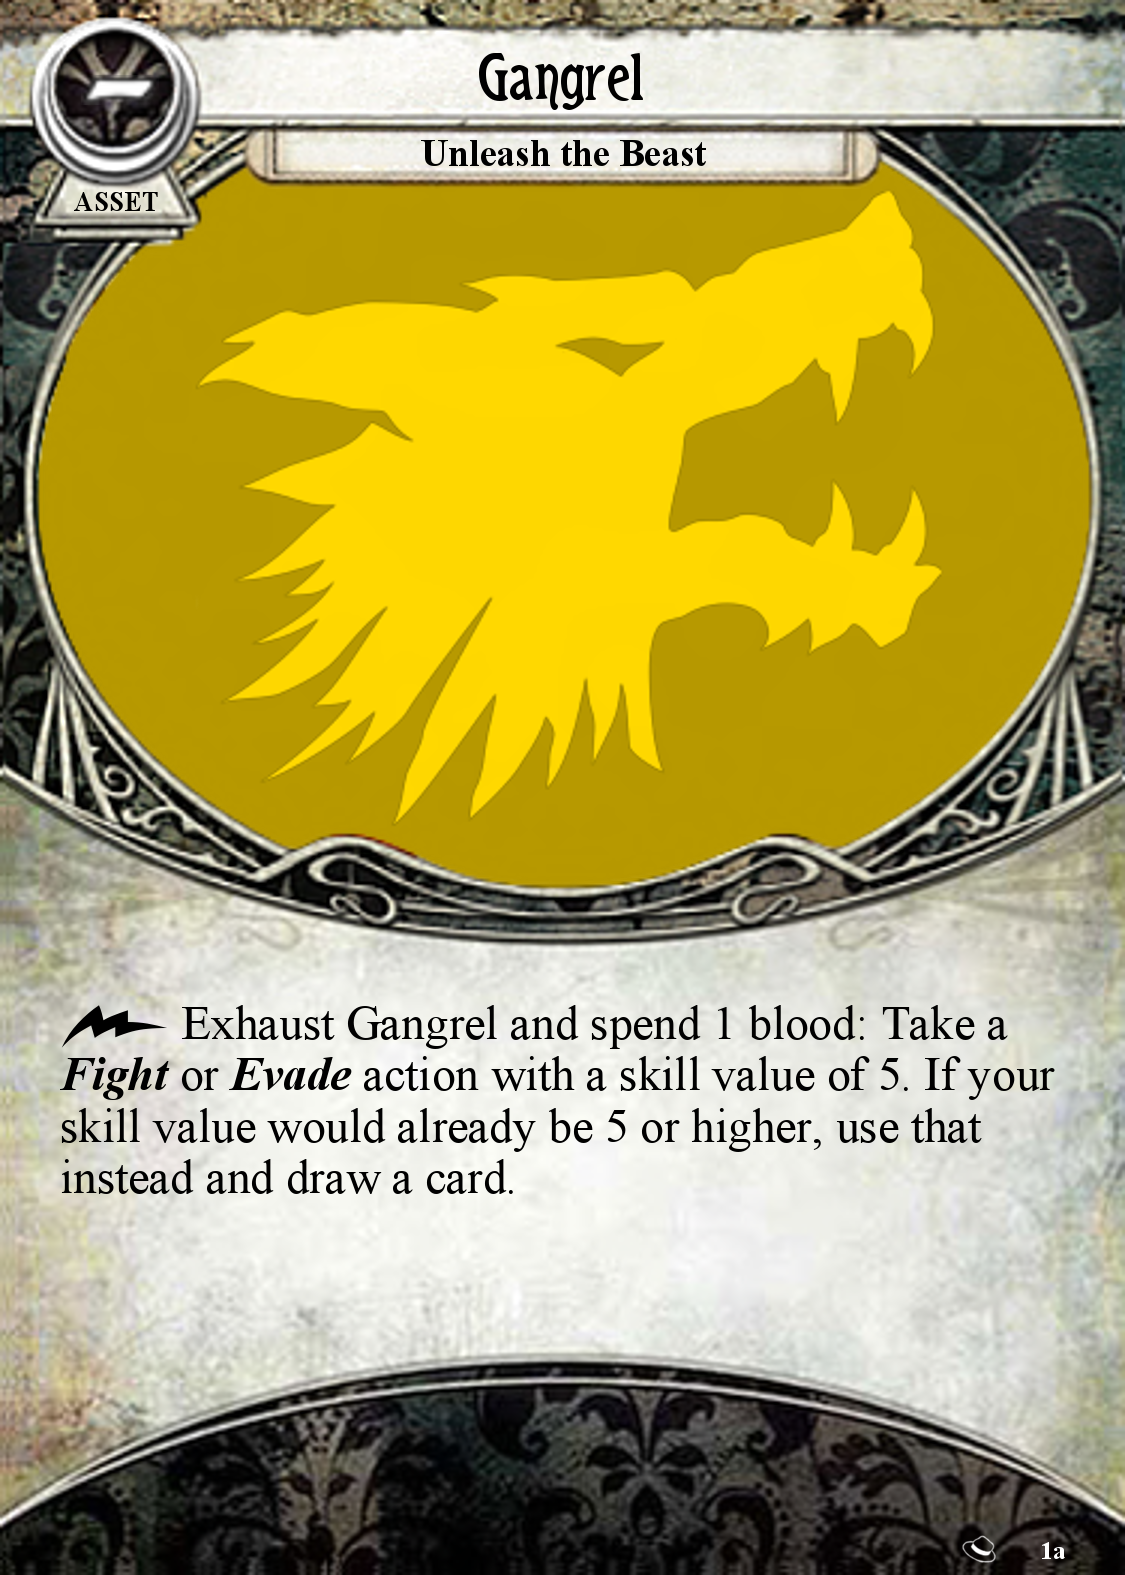 Gangrel
Unleash the Beast
–
ASSET
Exhaust Gangrel and spend 1 blood: Take a
Fight or Evade action with a skill value of 5. If your
skill value would already be 5 or higher, use that
instead and draw a card.
1a